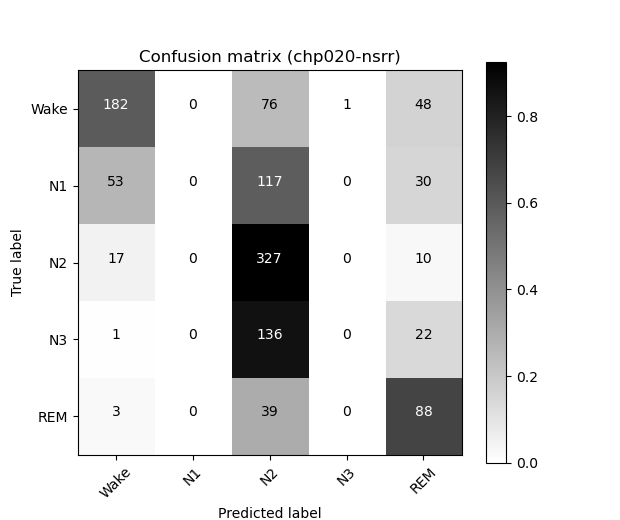 Confusion matrix (chp020-nsrr)
Wake 182 0 76 1 48
N1 53 0 117 0 30
N2 17 0 327 0 10
N3 1 0 136 0 22
REM 3 0 39 0 88
Wake N1 N2 N3 REM
Predicted label
True label
0.8
0.6
0.4
0.2
0.0